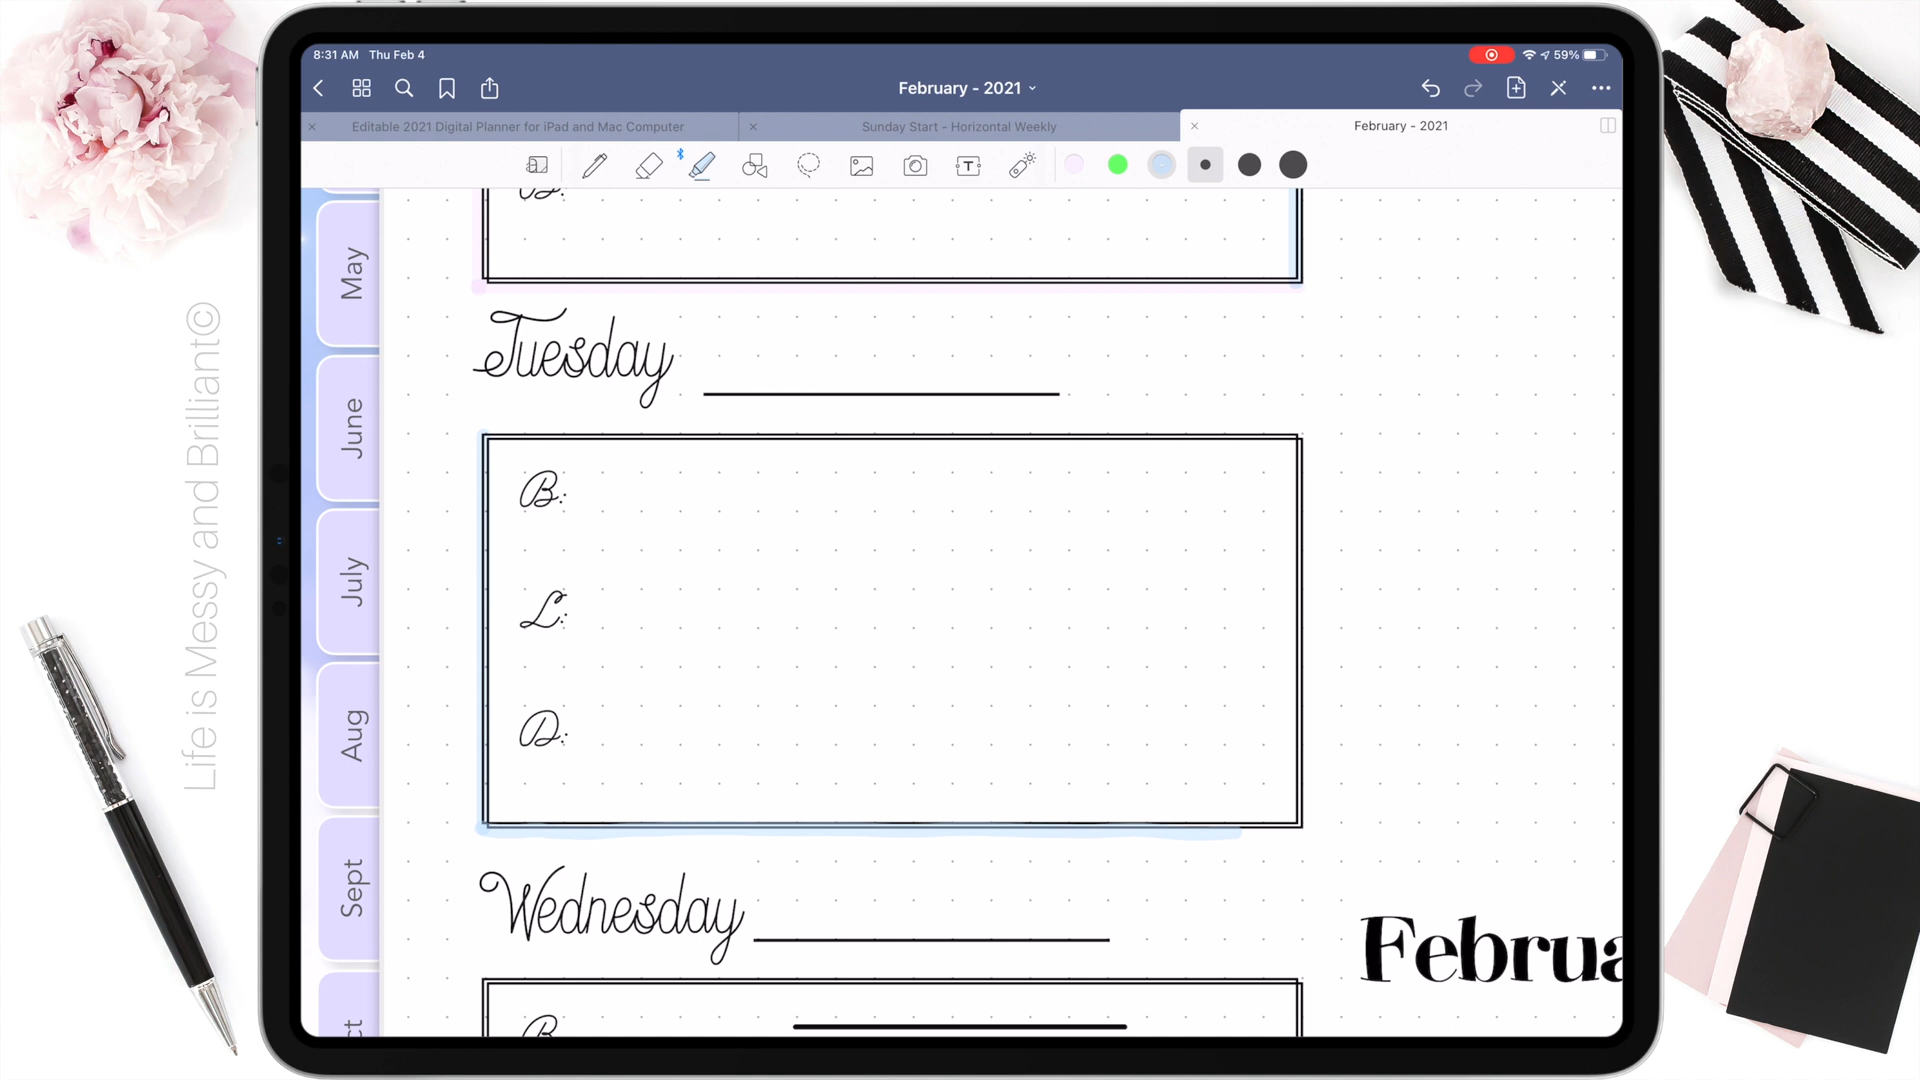 8:31 AM Thu Feb 4
59%
February - 2021
Editable 2021 Digital Planner for iPad and Mac Computer
Sunday Start - Horizontal Weekly
February - 2021
T
May
June
July
Aug
Sept
ct
Tuesday
B:
L:
D:
Wednesday
B
Februa
Life is Messy and Brilliant©